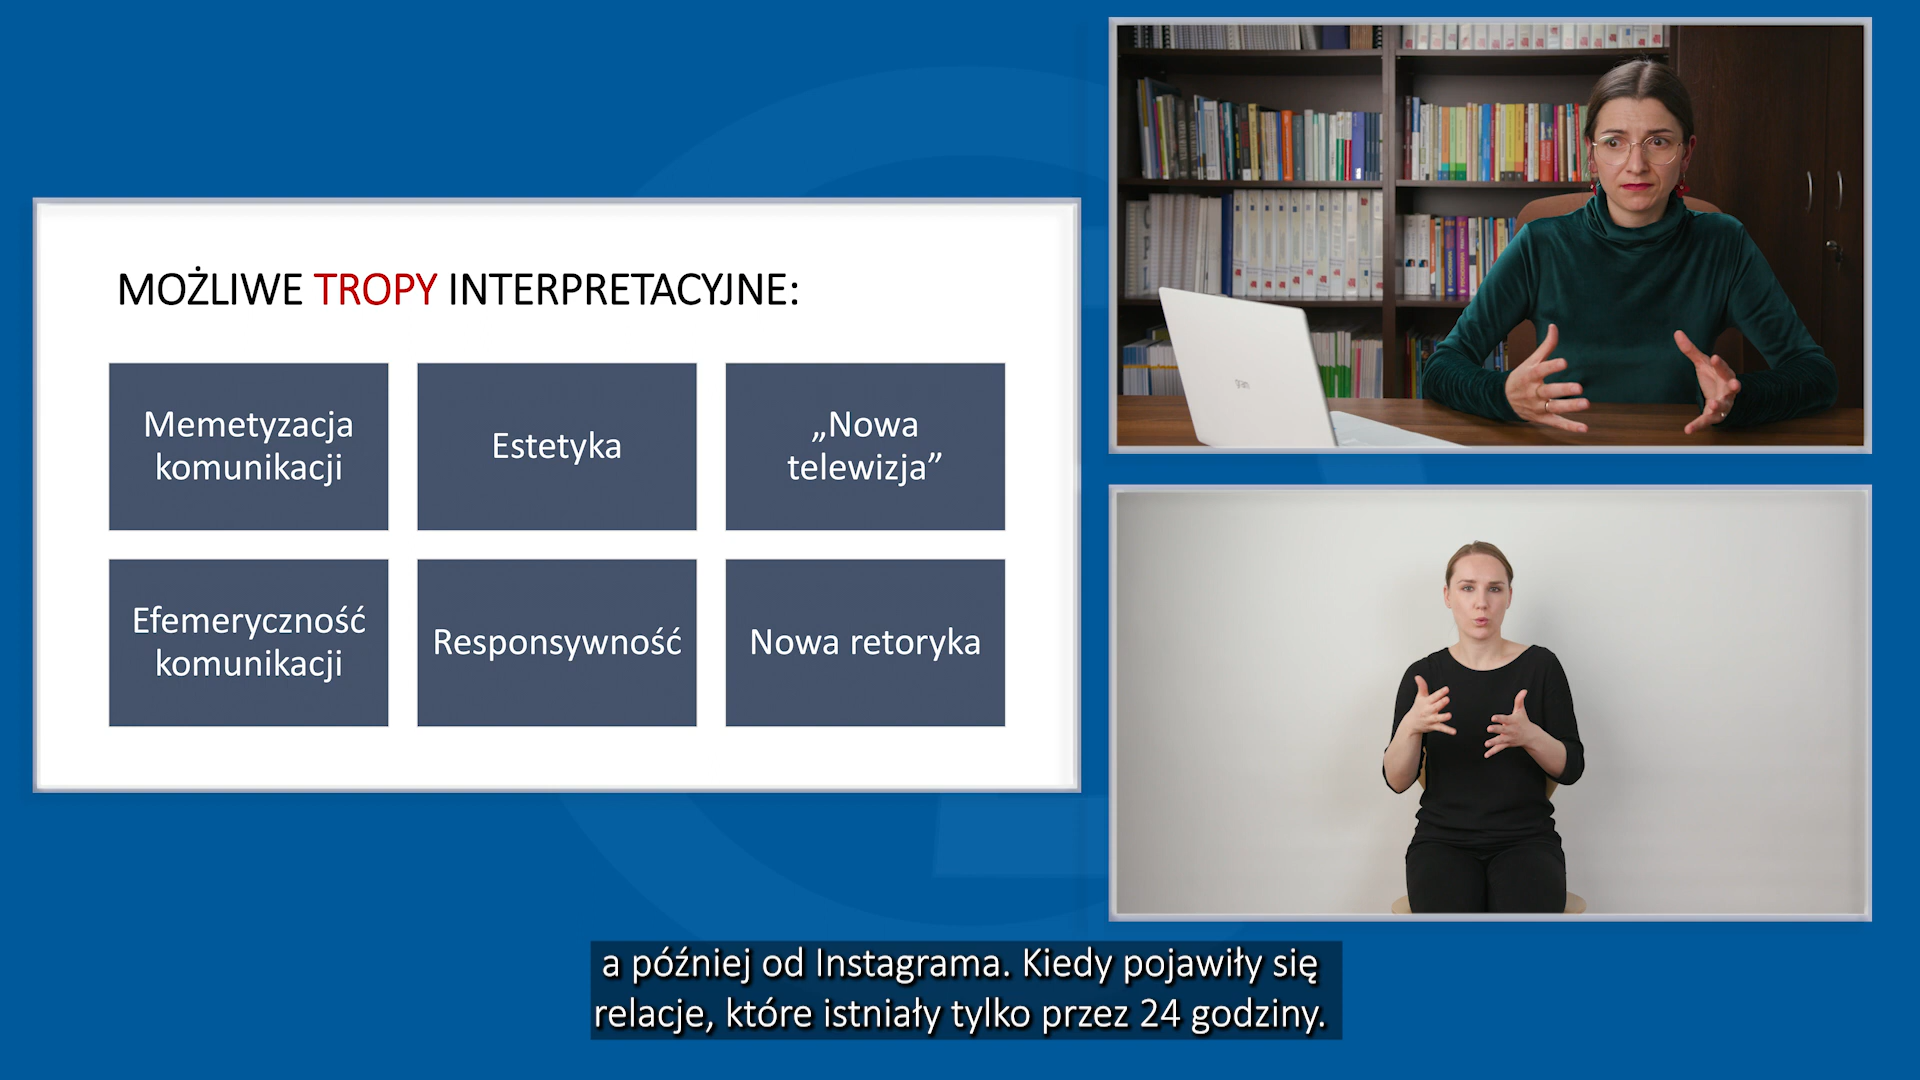 MOŻLIWE TROPY INTERPRETACYJNE:
Memetyzacja
komunikacji
Estetyka
„Nowa
telewizja”
Efemeryczność
komunikacji
Responsywność
Nowa retoryka
gram
a później od Instagrama. Kiedy pojawiły się
relacje, które istniały tylko przez 24 godziny.